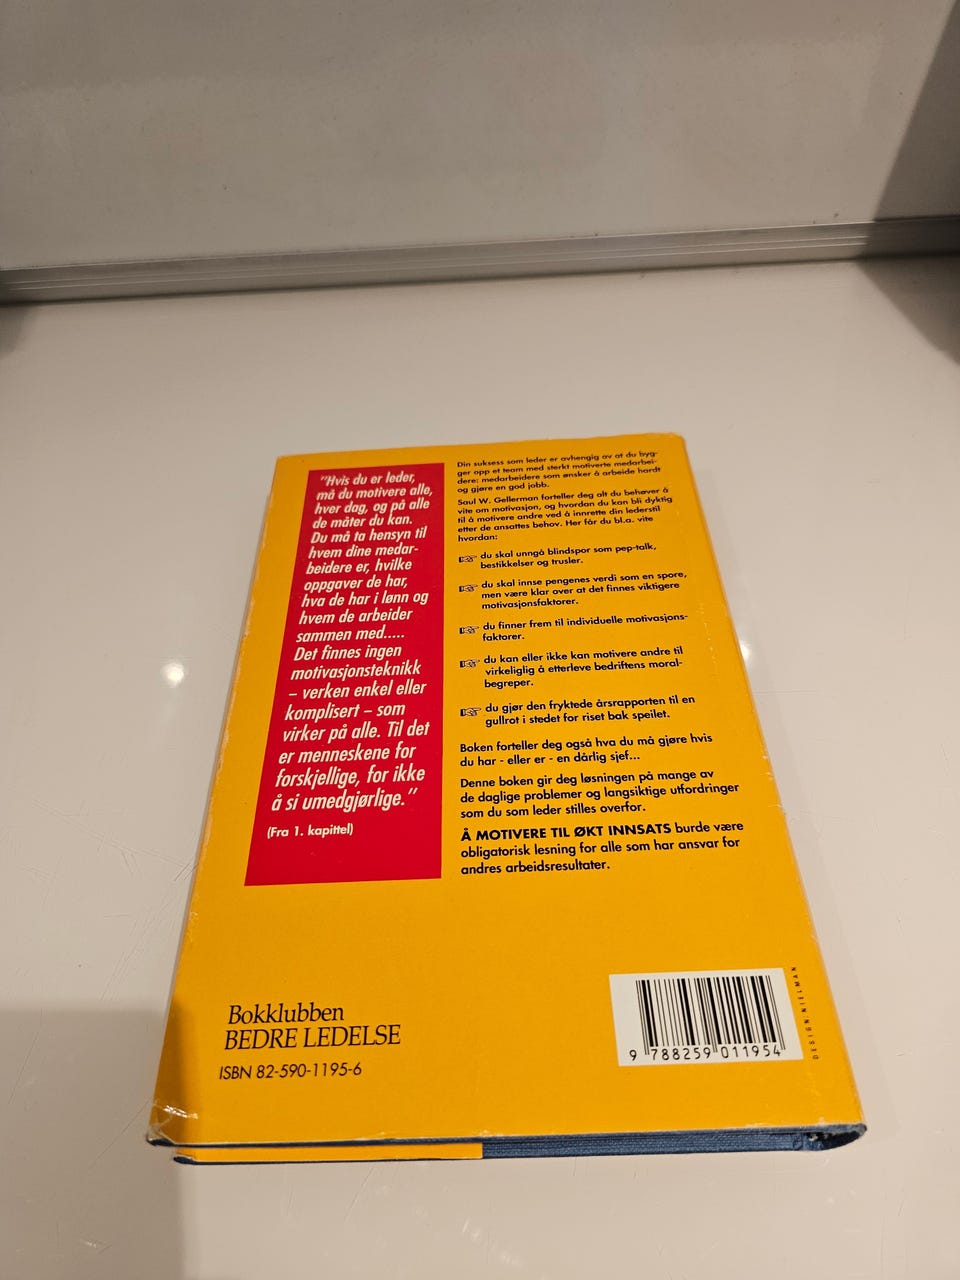 "Hvis du er leder,
må du motivere alle,
hver dag, og på alle
de måter du kan.
Du må ta hensyn til
hvem dine medar-
beidere er, hvilke
oppgaver de har,
hva de har i lønn og
hvem de arbeider
sammen med.....
Det finnes ingen
motivasjonsteknikk
– verken enkel eller
komplisert – som
virker på alle. Til det
er menneskene for
forskjellige, for ikke
å si umedgjørlige."
(Fra 1. kapittel)
Din suksess som leder er avhengig av at du byg-
ger opp et team med sterkt motiverte medarbei-
dere; medarbeidere som ønsker å arbeide hardt
og gjøre en god jobb.
Saul W. Gellerman forteller deg alt du behøver å
vite om motivasjon, og hvordan du kan bli dyktig
til å motivere andre ved å innrette din lederstil
etter de ansattes behov. Her får du bl.a. vite
hvordan:
du skal unngå blindspor som pep-talk,
bestikkelser og trusler.
du skal innse pengenes verdi som en spore,
men være klar over at det finnes viktigere
motivasjonsfaktorer.
du finner frem til individuelle motivasjons-
faktorer.
du kan eller ikke kan motivere andre til
virkeliglig å etterleve bedriftens moral-
begreper.
du gjør den fryktede årsrapporten til en
gullrot i stedet for riset bak speilet.
Boken forteller deg også hva du må gjøre hvis
du har - eller er - en dårlig sjef...
Denne boken gir deg løsningen på mange av
de daglige problemer og langsiktige utfordringer
som du som leder stilles overfor.
Å MOTIVERE TIL ØKT INNSATS burde være
obligatorisk lesning for alle som har ansvar for
andres arbeidsresultater.
Bokklubben
BEDRE LEDELSE
ISBN 82-590-1195-6
9 788259 011954
DESIGN: NIELMAN